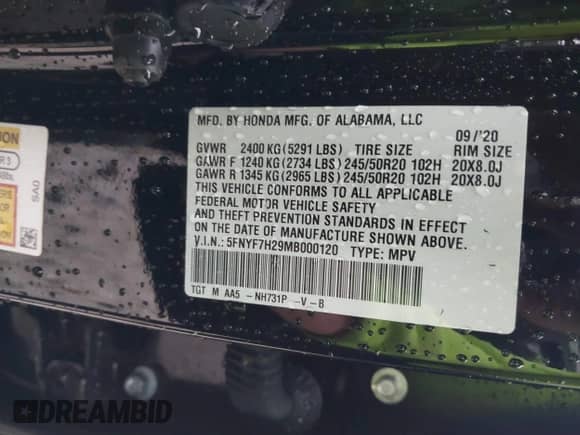 MFD. BY HONDA MFG. OF ALABAMA, LLC
09 /'20
GVWR 2400 KG (5291 LBS) TIRE SIZE RIM SIZE
GAWR F 1240 KG (2734 LBS) 245/50R20 102H 20X8.0J
GAWR R 1345 KG (2965 LBS) 245/50R20 102H 20X8.0J
THIS VEHICLE CONFORMS TO ALL APPLICABLE
FEDERAL MOTOR VEHICLE SAFETY
AND THEFT PREVENTION STANDARDS IN EFFECT
ON THE DATE OF MANUFACTURE SHOWN ABOVE.
V.I.N.: 5FNYF7H29MB000120 TYPE: MPV
TGT M AA5 - NH731P - V - B
SA0
DREAMBID